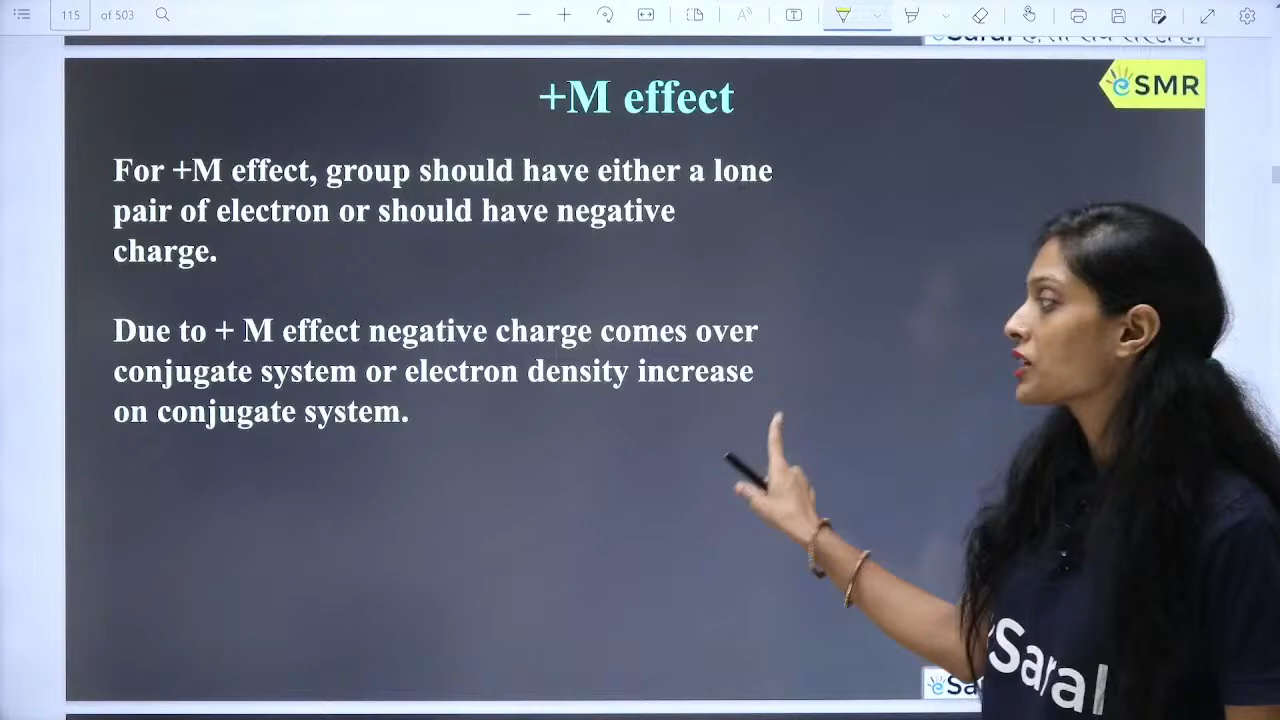 115 of 503
+M effect
eSMR
For +M effect, group should have either a lone
pair of electron or should have negative
charge.
Due to + M effect negative charge comes over
conjugate system or electron density increase
on conjugate system.
Saral